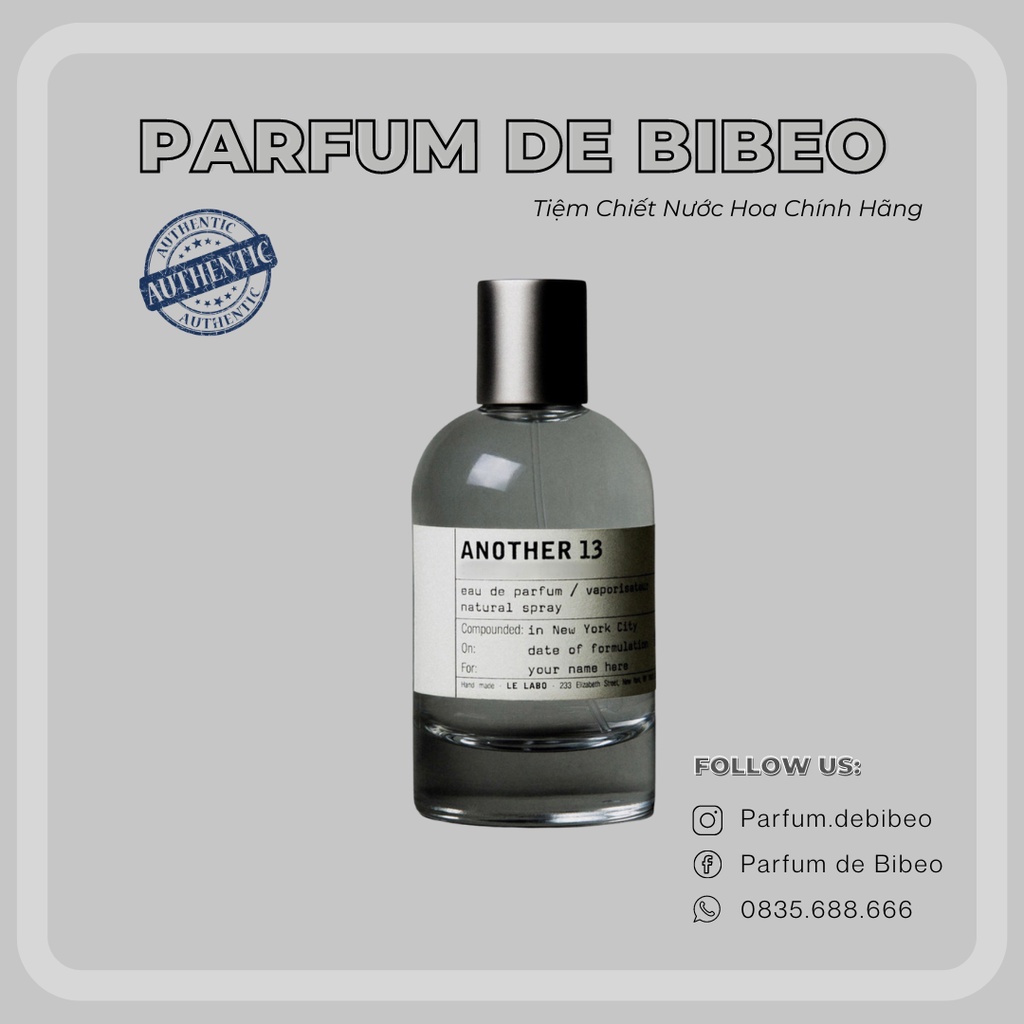 PARFUM DE BIBEO
Tiệm Chiết Nước Hoa Chính Hãng
AUTHENTIC
AUTHENTIC
AUTHENTIC
ANOTHER 13
eau de parfum / vaporisateur
natural spray
Compounded: in New York City
On: date of formulation
For: your name here
Hand made - LE LABO - 233 Elizabeth Street, New York,
FOLLOW US:
Parfum.debibeo
Parfum de Bibeo
0835.688.666